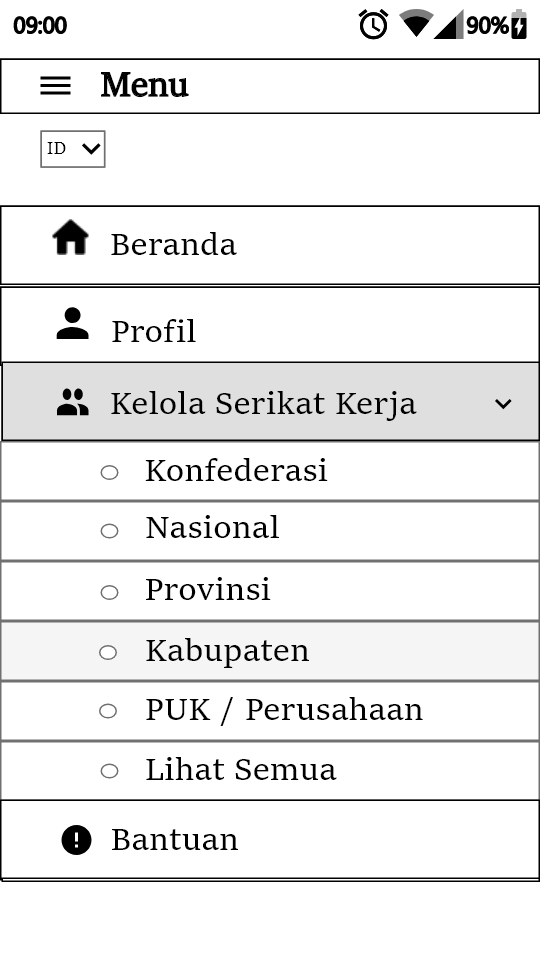 09:00 90%
Menu
ID
Beranda
Profil
Kelola Serikat Kerja
Konfederasi
Nasional
Provinsi
Kabupaten
PUK / Perusahaan
Lihat Semua
Bantuan